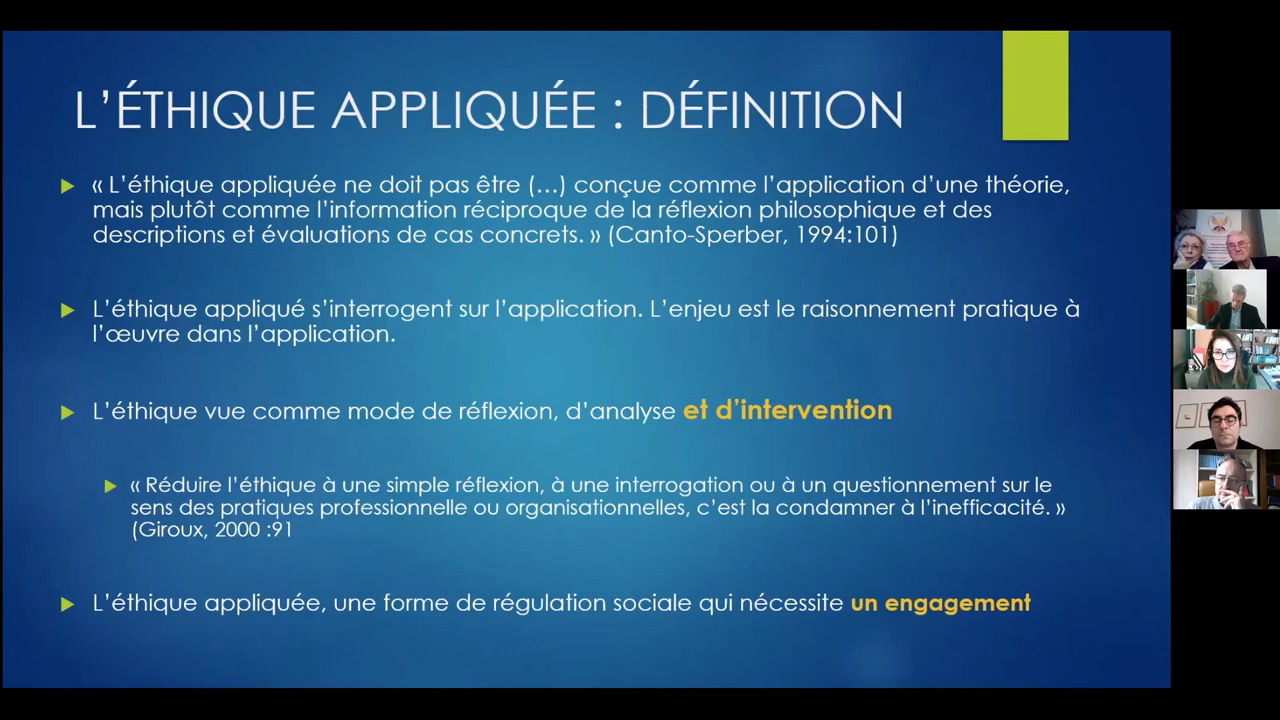 L’ÉTHIQUE APPLIQUÉE : DÉFINITION
« L’éthique appliquée ne doit pas être (…) conçue comme l’application d’une théorie,
mais plutôt comme l’information réciproque de la réflexion philosophique et des
descriptions et évaluations de cas concrets. » (Canto-Sperber, 1994:101)
L’éthique appliqué s’interrogent sur l’application. L’enjeu est le raisonnement pratique à
l’œuvre dans l’application.
L’éthique vue comme mode de réflexion, d’analyse et d’intervention
« Réduire l’éthique à une simple réflexion, à une interrogation ou à un questionnement sur le
sens des pratiques professionnelle ou organisationnelles, c’est la condamner à l’inefficacité. »
(Giroux, 2000 :91
L’éthique appliquée, une forme de régulation sociale qui nécessite un engagement